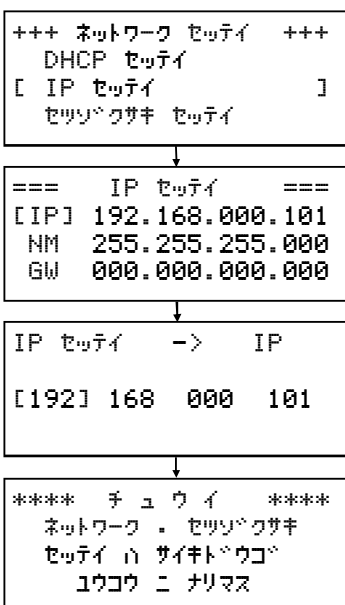 +++ ネットワーク セッテイ +++
DHCP セッテイ
[ IP セッテイ ]
セツゾクサキ セッテイ
=== IP セッテイ ===
[IP] 192.168.000.101
NM 255.255.255.000
GW 000.000.000.000
IP セッテイ -> IP
[192] 168 000 101
**** チュウイ ****
ネットワーク . セツゾクサキ
セッテイ ハ サイキドウゴ
ユウコウ ニ ナリマス